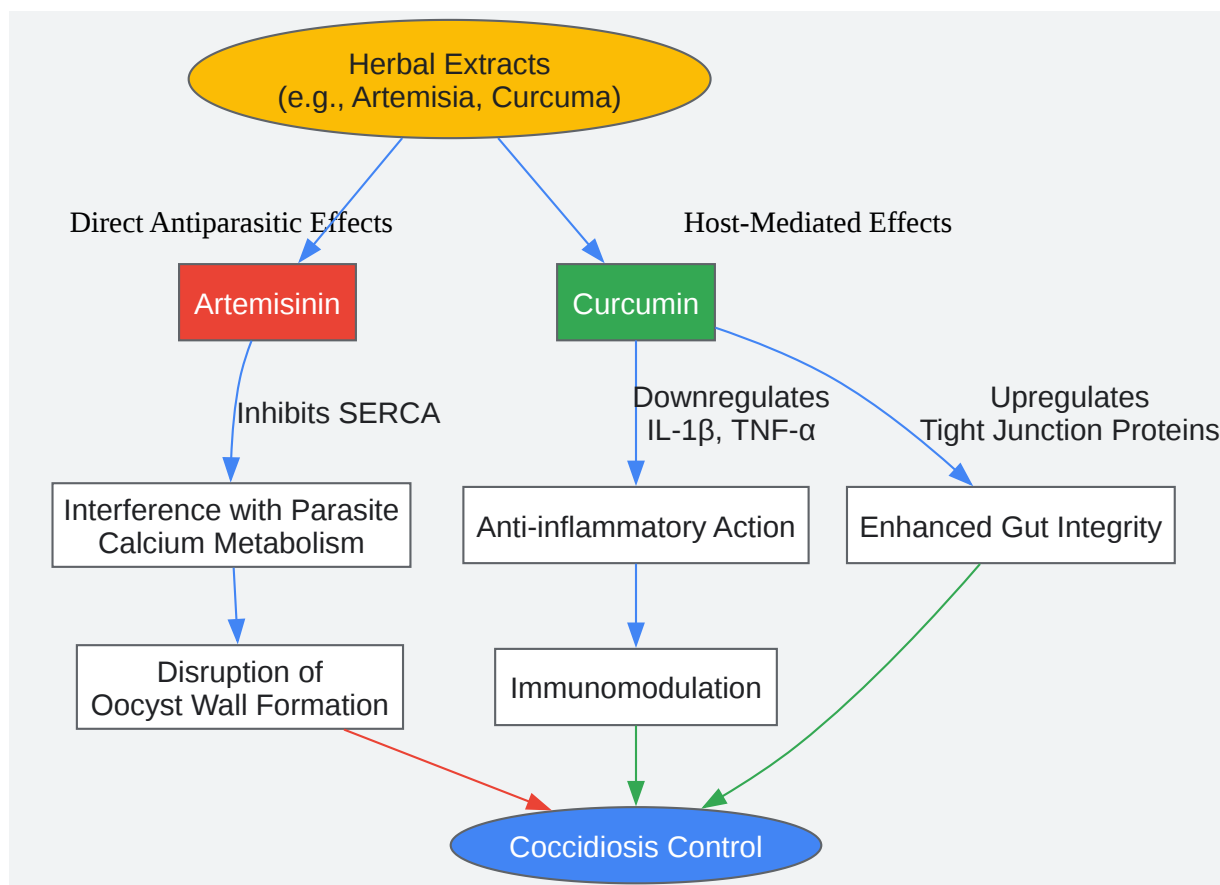 Herbal Extracts
(e.g., Artemisia, Curcuma)
Direct Antiparasitic Effects
Host-Mediated Effects
Artemisinin
Curcumin
Inhibits SERCA
Downregulates
IL-1β, TNF-α
Upregulates
Tight Junction Proteins
Interference with Parasite
Calcium Metabolism
Anti-inflammatory Action
Enhanced Gut Integrity
Disruption of
Oocyst Wall Formation
Immunomodulation
Coccidiosis Control